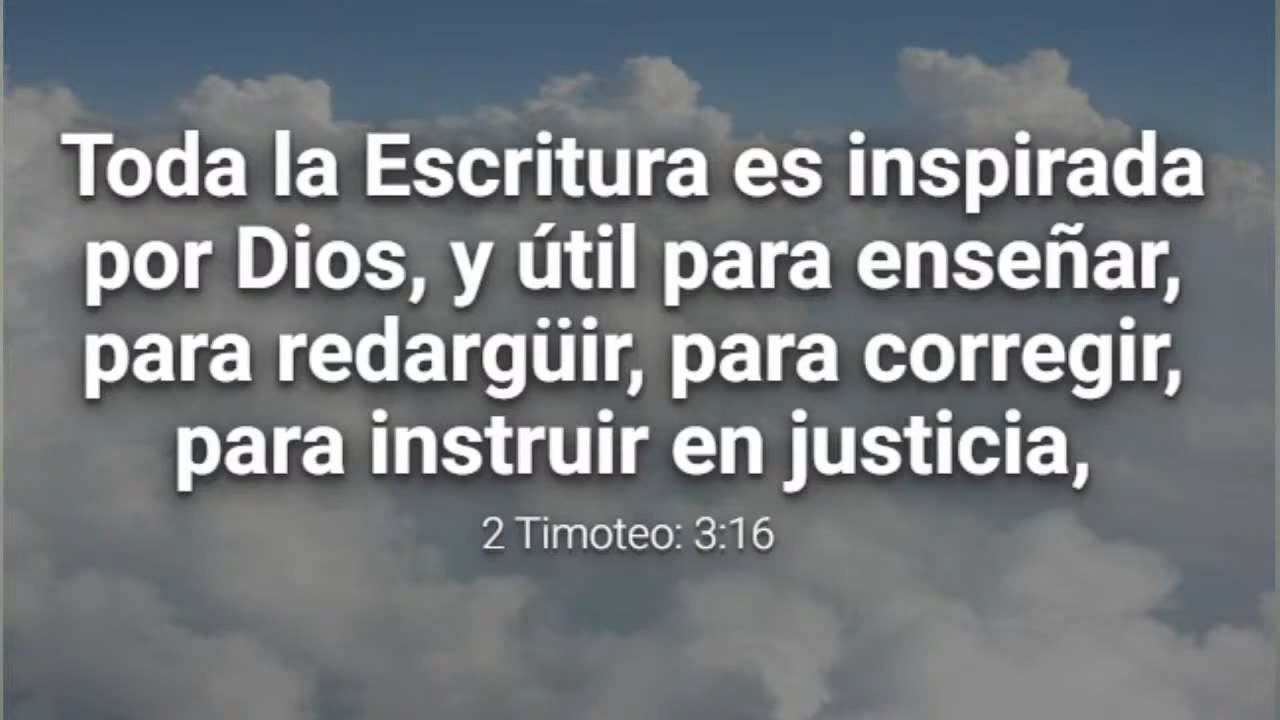 Toda la Escritura es inspirada
por Dios, y útil para enseñar,
para redargüir, para corregir,
para instruir en justicia,
2 Timoteo: 3:16